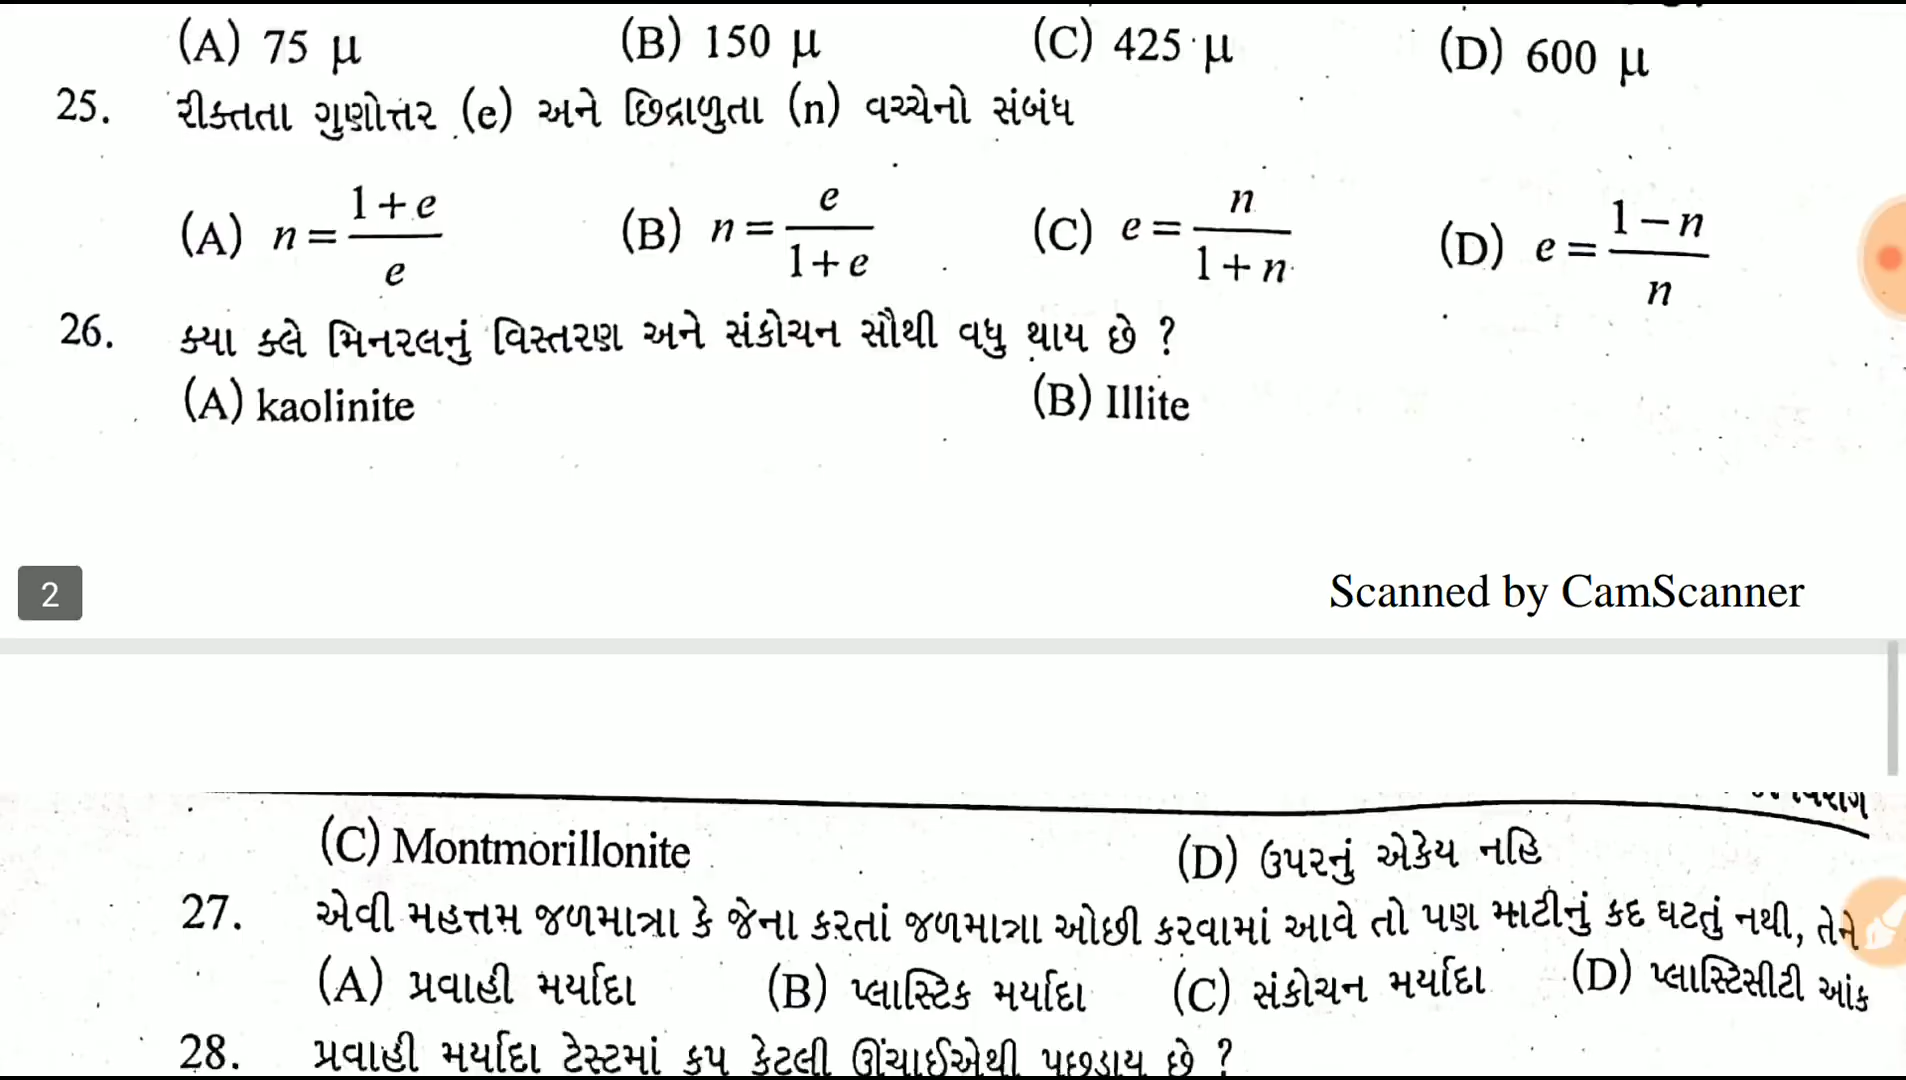 (A) 75 μ (B) 150 μ (C) 425 μ (D) 600 μ
25. રીક્તતા ગુણોત્તર (e) અને છિદ્રાળુતા (n) વચ્ચેનો સંબંધ
(A) n = (1+e)/e (B) n = e/(1+e) (C) e = n/(1+n) (D) e = (1−n)/n
26. ક્યા ક્લે મિનરલનું વિસ્તરણ અને સંકોચન સૌથી વધુ થાય છે ?
(A) kaolinite (B) Illite
2
Scanned by CamScanner
(C) Montmorillonite (D) ઉપરનું એકેય નહિ
27. એવી મહત્તમ જળમાત્રા કે જેના કરતાં જળમાત્રા ઓછી કરવામાં આવે તો પણ માટીનું કદ ઘટતું નથી, તેને
(A) પ્રવાહી મર્યાદા (B) પ્લાસ્ટિક મર્યાદા (C) સંકોચન મર્યાદા (D) પ્લાસ્ટિસીટી આંક
28. પ્રવાહી મર્યાદા ટેસ્ટમાં કપ કેટલી ઊંચાઈએથી પછડાય છે ?